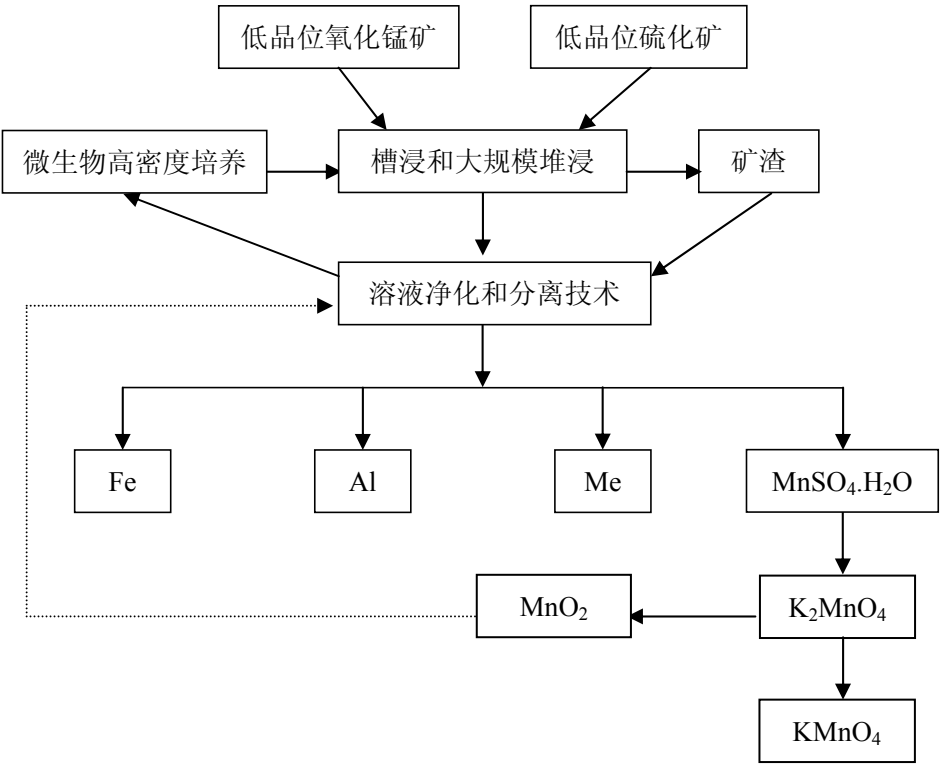 低品位氧化锰矿
低品位硫化矿
微生物高密度培养
槽浸和大规模堆浸
矿渣
溶液净化和分离技术
Fe
Al
Me
MnSO₄.H₂O
MnO₂
K₂MnO₄
KMnO₄